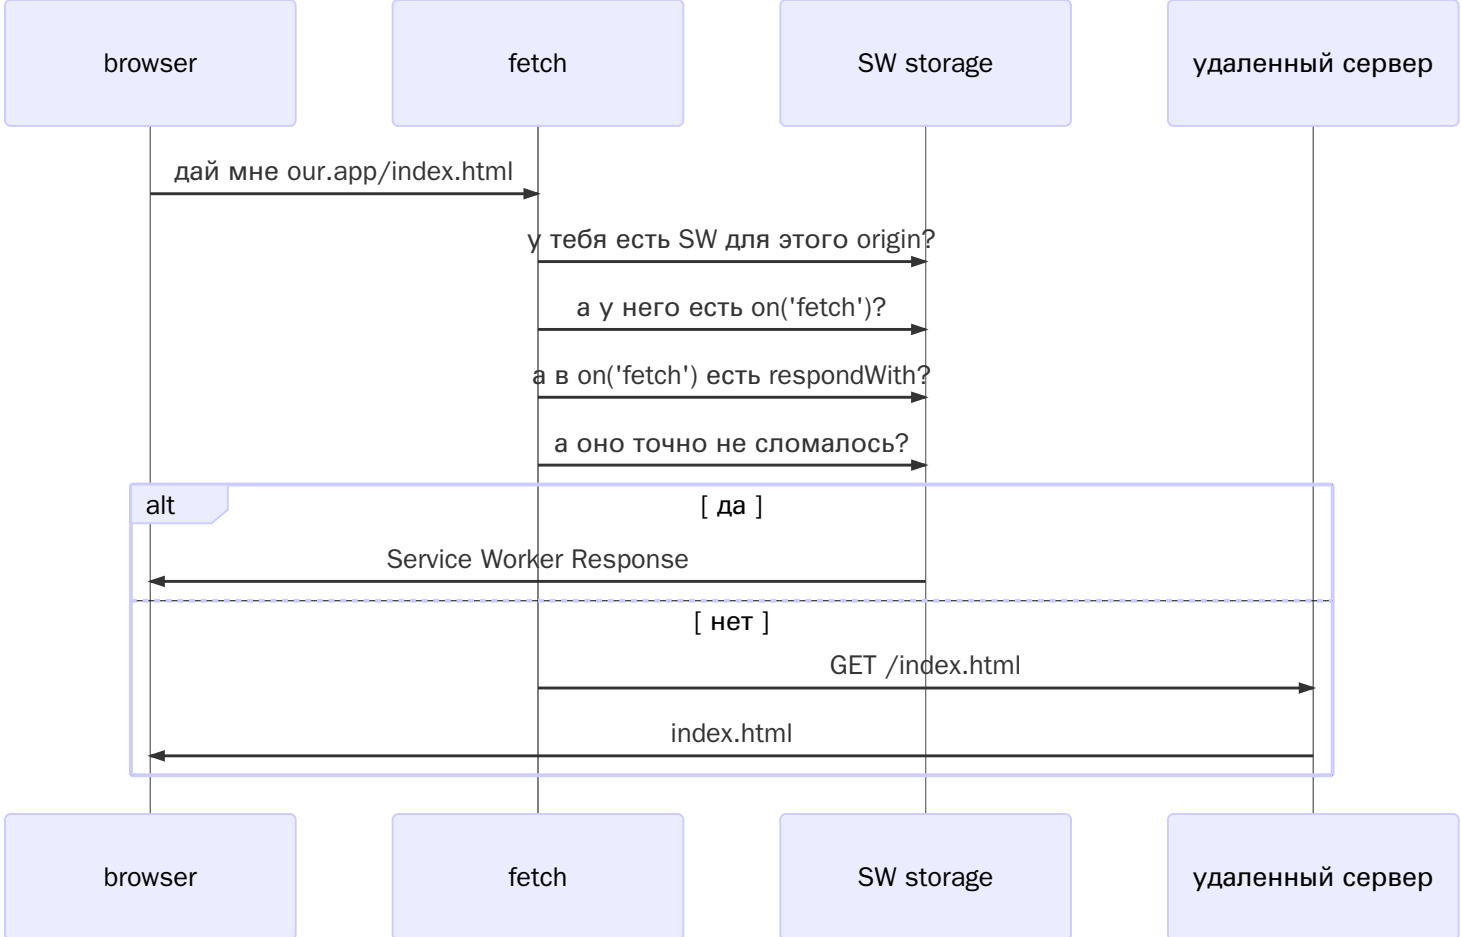 browser
fetch
SW storage
удаленный сервер
дай мне our.app/index.html
у тебя есть SW для этого origin?
а у него есть on('fetch')?
а в on('fetch') есть respondWith?
а оно точно не сломалось?
alt
[ да ]
Service Worker Response
[ нет ]
GET /index.html
index.html
browser
fetch
SW storage
удаленный сервер